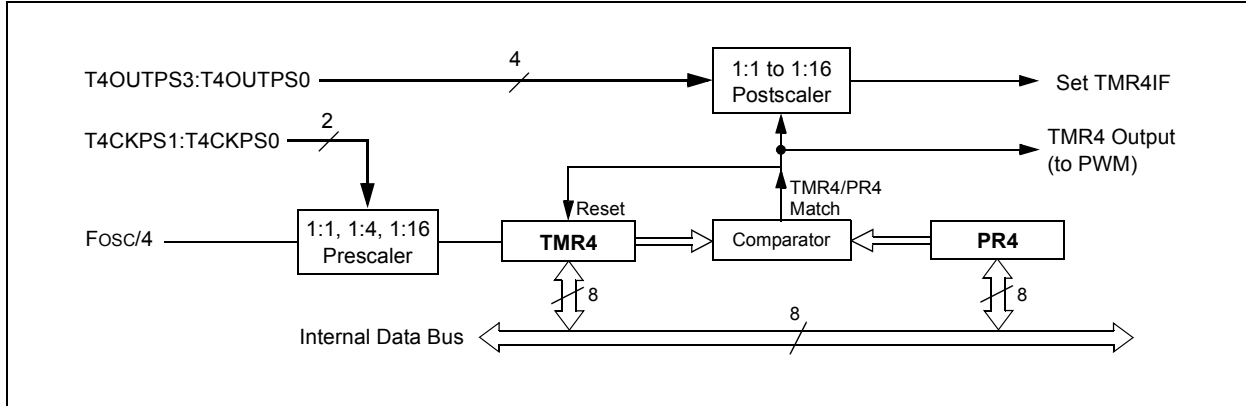 4
T4OUTPS3:T4OUTPS0
1:1 to 1:16
Postscaler
Set TMR4IF
2
T4CKPS1:T4CKPS0
TMR4 Output
(to PWM)
TMR4/PR4
Match
Reset
FOSC/4
1:1, 1:4, 1:16
Prescaler
TMR4
Comparator
PR4
8
8
8
Internal Data Bus